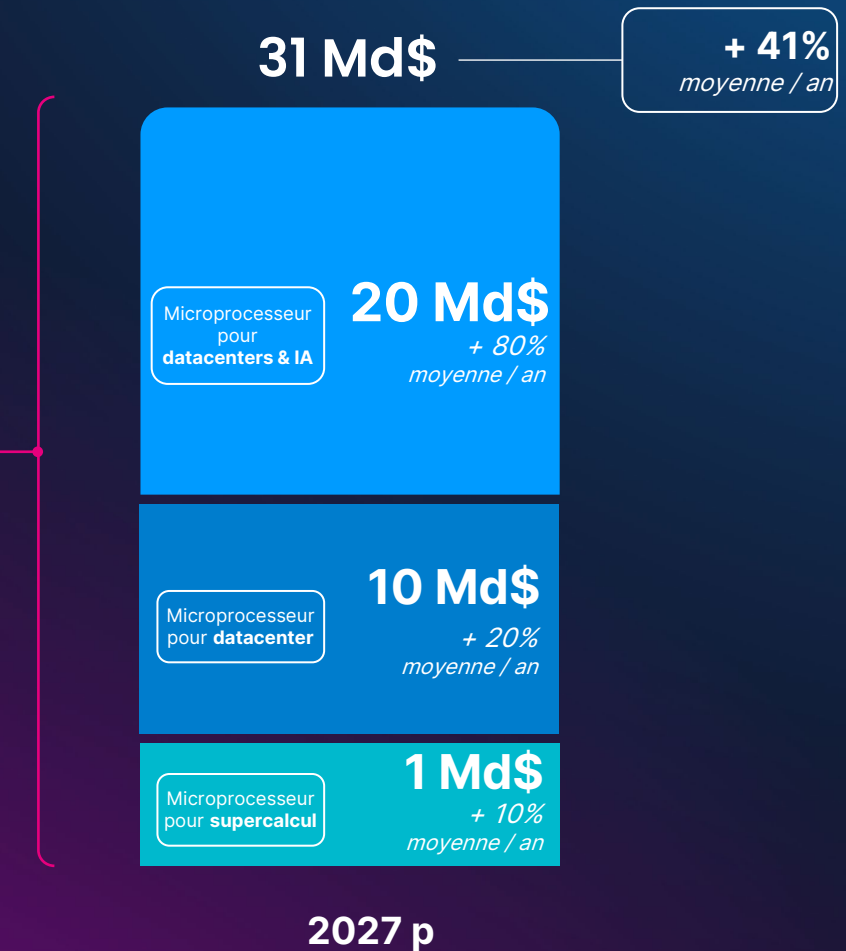 31 Md$
+ 41%
moyenne / an
Microprocesseur
pour
datacenters & IA
20 Md$
+ 80%
moyenne / an
Microprocesseur
pour datacenter
10 Md$
+ 20%
moyenne / an
Microprocesseur
pour supercalcul
1 Md$
+ 10%
moyenne / an
2027 p